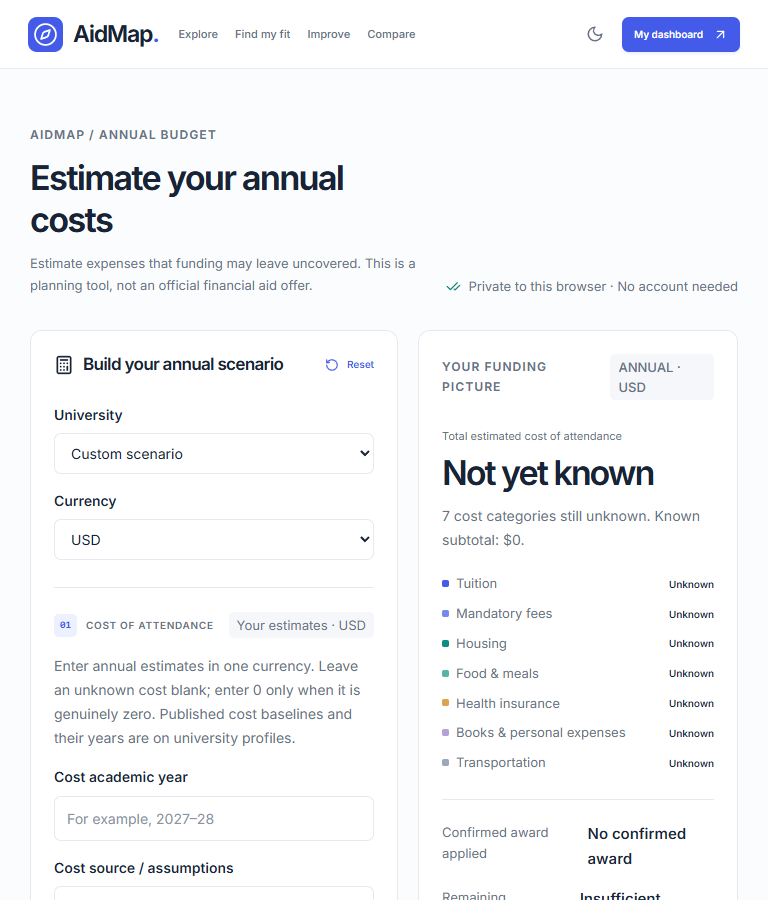 AidMap.
Explore
Find my fit
Improve
Compare
My dashboard
AIDMAP / ANNUAL BUDGET
Estimate your annual
costs
Estimate expenses that funding may leave uncovered. This is a
planning tool, not an official financial aid offer.
Private to this browser · No account needed
Build your annual scenario
Reset
University
Custom scenario
Currency
USD
01
COST OF ATTENDANCE
Your estimates · USD
Enter annual estimates in one currency. Leave
an unknown cost blank; enter 0 only when it is
genuinely zero. Published cost baselines and
their years are on university profiles.
Cost academic year
For example, 2027–28
Cost source / assumptions
YOUR FUNDING
PICTURE
ANNUAL ·
USD
Total estimated cost of attendance
Not yet known
7 cost categories still unknown. Known
subtotal: $0.
Tuition
Unknown
Mandatory fees
Unknown
Housing
Unknown
Food & meals
Unknown
Health insurance
Unknown
Books & personal expenses
Unknown
Transportation
Unknown
Confirmed award
applied
No confirmed
award
Remaining
Insufficient